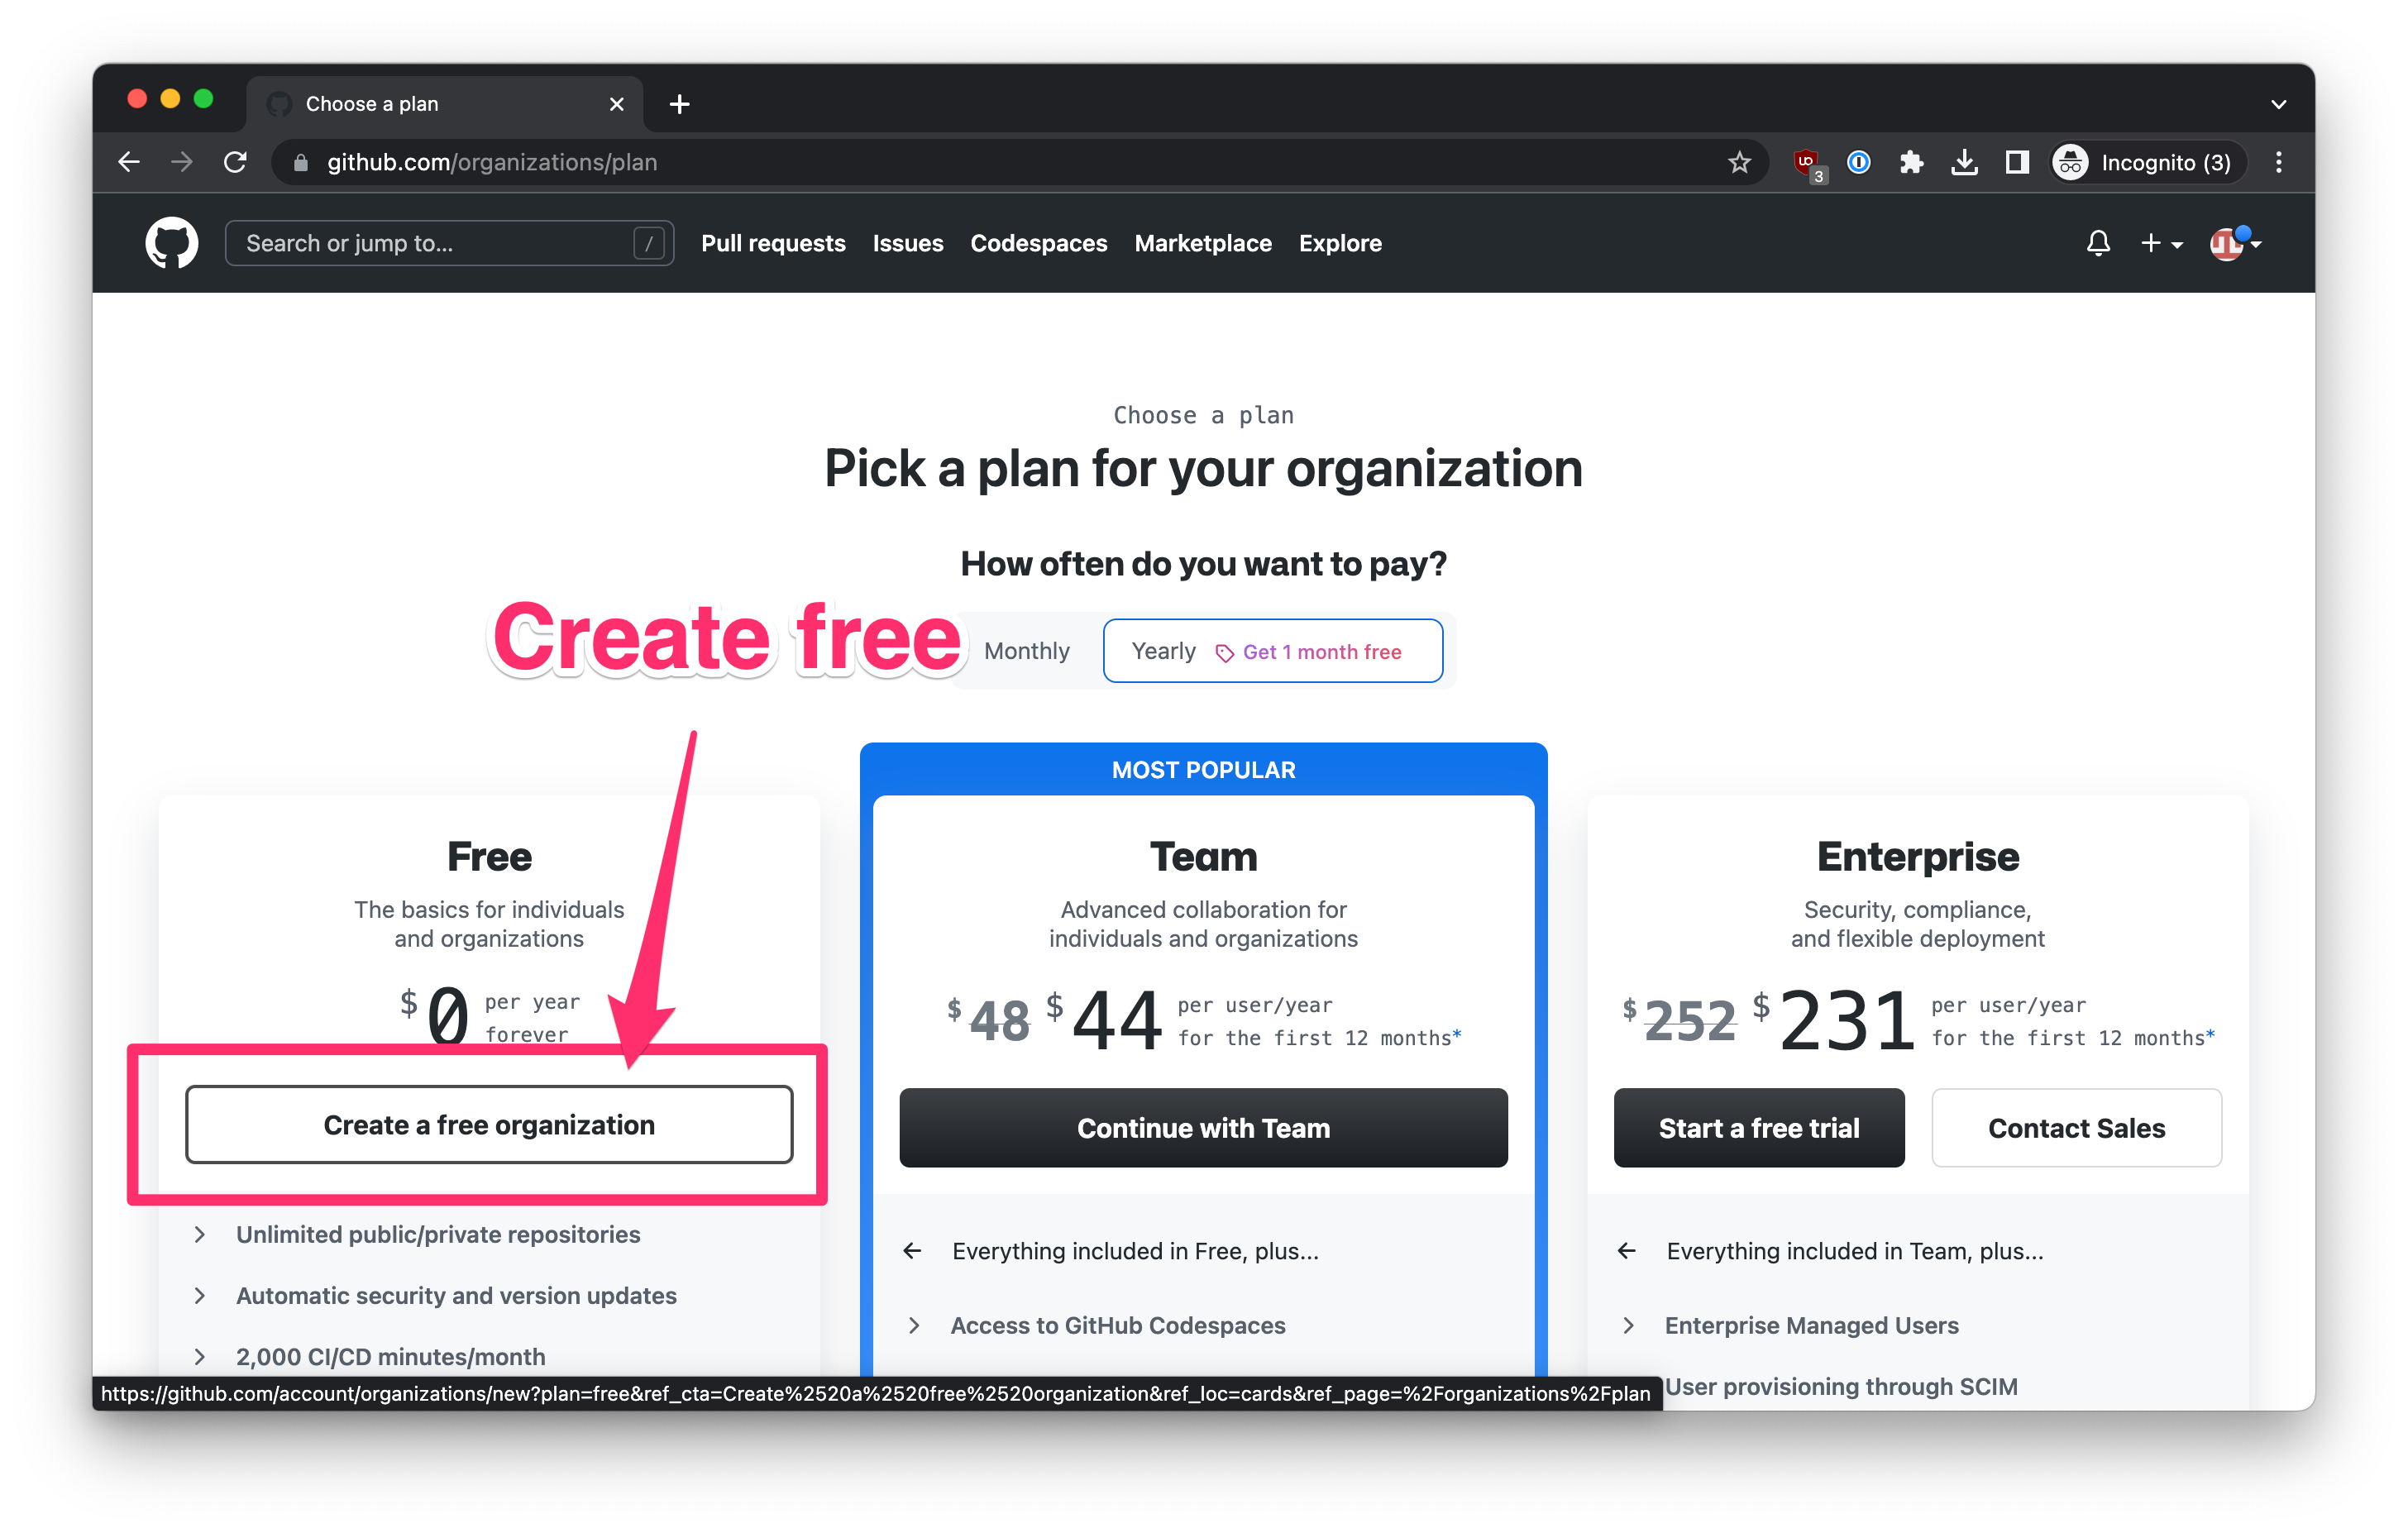 Choose a plan
github.com/organizations/plan
3
Incognito (3)
Search or jump to...
/
Pull requests
Issues
Codespaces
Marketplace
Explore
Choose a plan
Pick a plan for your organization
How often do you want to pay?
Create free
Monthly
Yearly
Get 1 month free
Free
The basics for individuals
and organizations
$0 per year
forever
Create a free organization
Unlimited public/private repositories
Automatic security and version updates
2,000 CI/CD minutes/month
MOST POPULAR
Team
Advanced collaboration for
individuals and organizations
$48 $44 per user/year
for the first 12 months*
Continue with Team
Everything included in Free, plus...
Access to GitHub Codespaces
Enterprise
Security, compliance,
and flexible deployment
$252 $231 per user/year
for the first 12 months*
Start a free trial
Contact Sales
Everything included in Team, plus...
Enterprise Managed Users
User provisioning through SCIM
https://github.com/account/organizations/new?plan=free&ref_cta=Create%2520a%2520free%2520organization&ref_loc=cards&ref_page=%2Forganizations%2Fplan